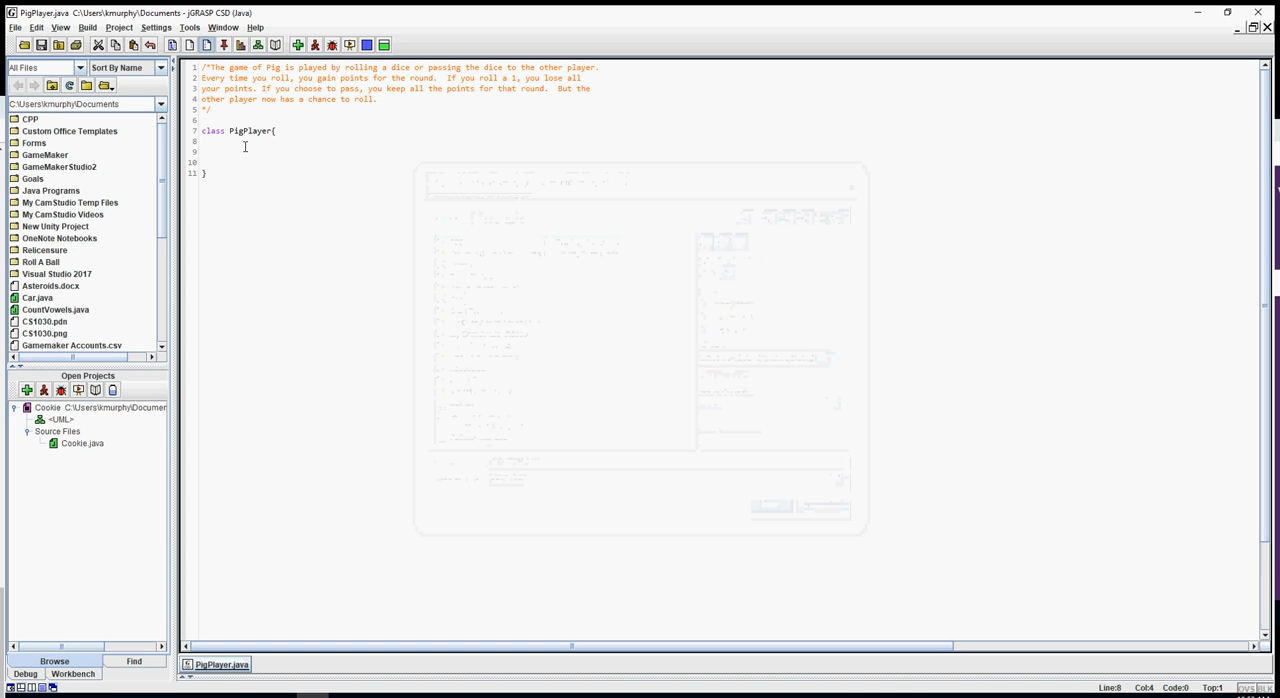 PigPlayer.java  C:\Users\kmurphy\Documents - jGRASP CSD (Java)
File Edit View Build Project Settings Tools Window Help
All Files Sort By Name
C:\Users\kmurphy\Documents
CPP
Custom Office Templates
Forms
GameMaker
GameMakerStudio2
Goals
Java Programs
My CamStudio Temp Files
My CamStudio Videos
New Unity Project
OneNote Notebooks
Relicensure
Roll A Ball
Visual Studio 2017
Asteroids.docx
Car.java
CountVowels.java
CS1030.pdn
CS1030.png
Gamemaker Accounts.csv
Open Projects
Cookie C:\Users\kmurphy\Documen
<UML>
Source Files
Cookie.java
Browse Find
Debug Workbench
1 /*The game of Pig is played by rolling a dice or passing the dice to the other player.
2 Every time you roll, you gain points for the round.  If you roll a 1, you lose all
3 your points. If you choose to pass, you keep all the points for that round.  But the
4 other player now has a chance to roll.
5 */
6
7 class PigPlayer{
8
9
10
11 }
PigPlayer.java
Line:8 Col:4 Code:0 Top:1 OVS BLK